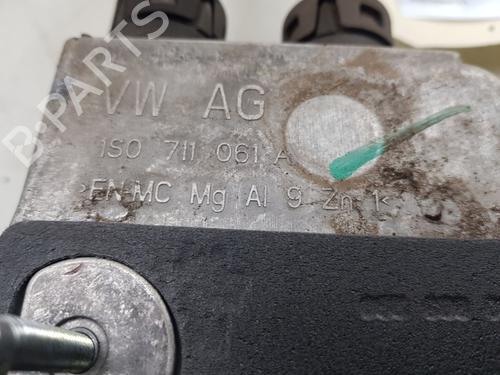 VW AG
1S0 711 061 A
>EN-MC Mg Al 9 Zn 1<
B-PARTS